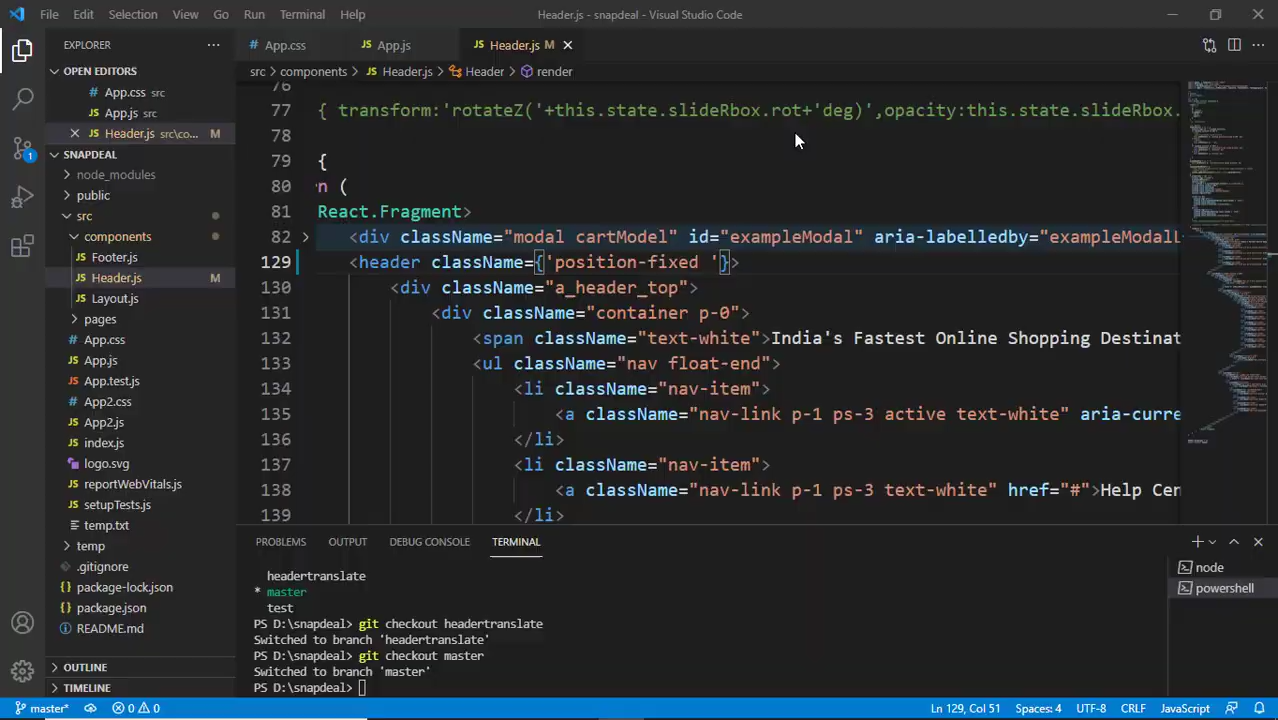 File Edit Selection View Go Run Terminal Help Header.js - snapdeal - Visual Studio Code
EXPLORER
OPEN EDITORS
App.css src
App.js src
Header.js src\co... M
SNAPDEAL
node_modules
public
src
components
Footer.js
Header.js M
Layout.js
pages
App.css
App.js
App.test.js
App2.css
App2.js
index.js
logo.svg
reportWebVitals.js
setupTests.js
temp.txt
temp
.gitignore
package-lock.json
package.json
README.md
OUTLINE
TIMELINE
1
App.css App.js Header.js M
src > components > Header.js > Header > render
76
77 { transform:'rotateZ('+this.state.slideRbox.rot+'deg)',opacity:this.state.slideRbox.
78
79 {
80 n (
81 React.Fragment>
82 <div className="modal cartModel" id="exampleModal" aria-labelledby="exampleModalL
129 <header className={'position-fixed '}>
130 <div className="a_header_top">
131 <div className="container p-0">
132 <span className="text-white">India's Fastest Online Shopping Destinat
133 <ul className="nav float-end">
134 <li className="nav-item">
135 <a className="nav-link p-1 ps-3 active text-white" aria-curre
136 </li>
137 <li className="nav-item">
138 <a className="nav-link p-1 ps-3 text-white" href="#">Help Cen
139 </li>
PROBLEMS OUTPUT DEBUG CONSOLE TERMINAL
headertranslate
* master
test
PS D:\snapdeal> git checkout headertranslate
Switched to branch 'headertranslate'
PS D:\snapdeal> git checkout master
Switched to branch 'master'
PS D:\snapdeal>
node
powershell
master* 0 0 Ln 129, Col 51 Spaces: 4 UTF-8 CRLF JavaScript